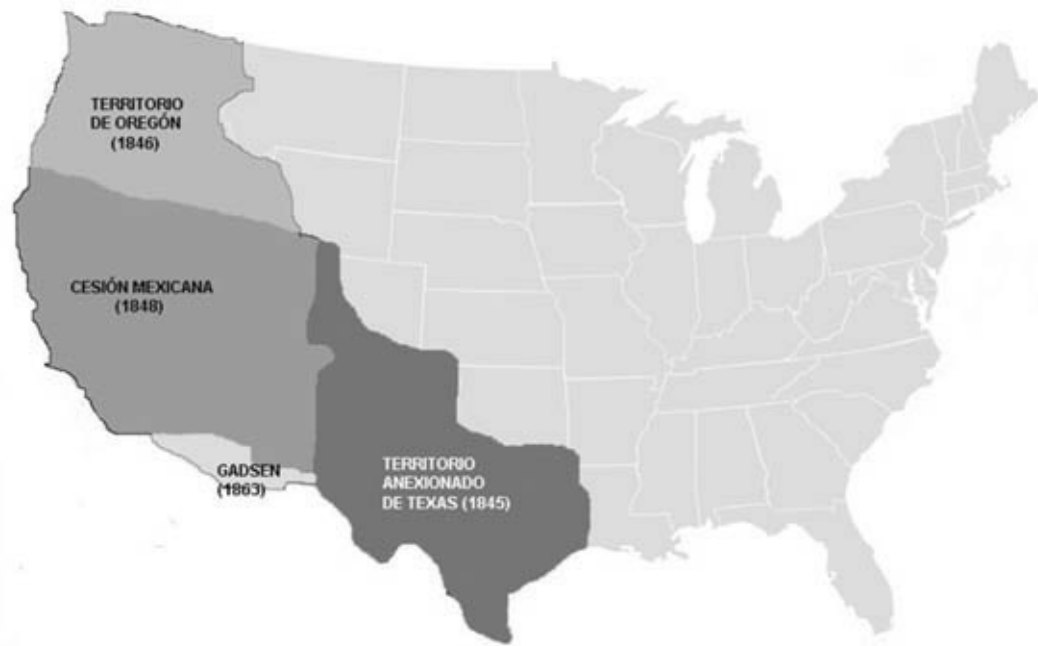 TERRITORIO
DE OREGÓN
(1846)
CESIÓN MEXICANA
(1848)
GADSEN
(1863)
TERRITORIO
ANEXIONADO
DE TEXAS (1845)